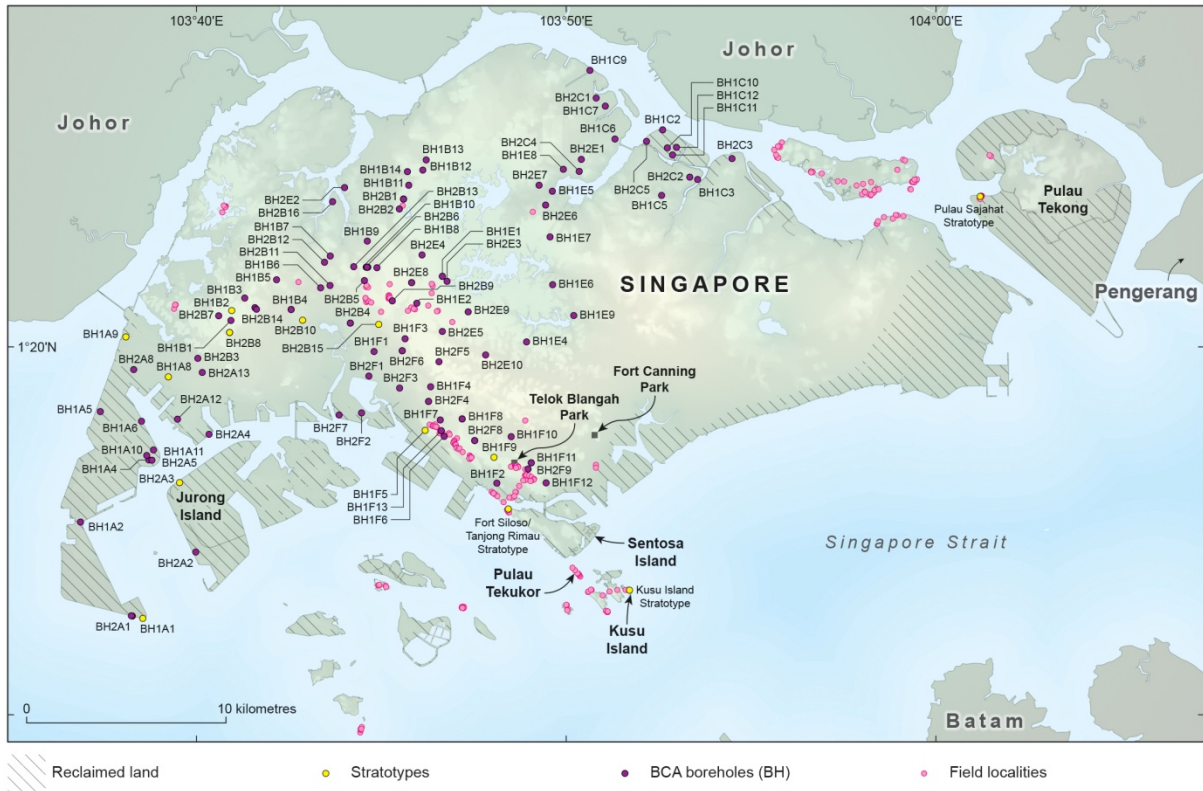 103°40'E
103°50'E
104°00'E
Johor
Johor
BH1C9
BH1C10
BH1C12
BH1C11
BH2C1
BH1C7
BH1C2
BH1C6
BH2C4
BH2E1
BH1E8
BH2C3
BH1B13
BH1B14
BH1B12
BH2E7
BH2C2
BH1C3
BH2C5
BH1C5
BH1E5
BH1B11
BH2B13
BH2E2
BH2B1
BH1B10
BH2B16
BH2B2
BH2B6
BH2E6
BH1B7
BH1B9
BH1B8
BH1E1
BH2B12
BH2E4
BH2E3
BH1E7
BH2B11
BH1B6
BH2E8
BH1B5
BH2B5
BH2B9
BH1E6
BH1B3
BH1E2
BH1B2
BH1B4
BH2B4
BH2E9
BH2B7
BH2B14
BH2B10
BH1F3
BH1E9
SINGAPORE
Pulau
Tekong
Pulau Sajahat
Stratotype
Pengerang
1°20'N
BH1A9
BH1B1
BH2B8
BH2B15
BH1F1
BH2E5
BH1E4
BH2A8
BH2B3
BH2F6
BH2F5
BH2E10
BH1A8
BH2A13
BH2F1
BH2F3
BH1F4
Fort Canning
Park
BH2F4
Telok Blangah
Park
BH1A5
BH2A12
BH1F7
BH1F8
BH1A6
BH2A4
BH2F7
BH2F2
BH2F8
BH1F10
BH1A10
BH1A11
BH1F9
BH1F11
BH1A4
BH2A5
BH2F9
BH2A3
BH1F2
BH1F12
Jurong
Island
BH1F5
BH1F13
BH1F6
BH1A2
Fort Siloso/
Tanjong Rimau
Stratotype
Sentosa
Island
Singapore Strait
BH2A2
Pulau
Tekukor
Kusu Island
Stratotype
Kusu
Island
BH2A1
BH1A1
0
10 kilometres
Batam
Reclaimed land
Stratotypes
BCA boreholes (BH)
Field localities